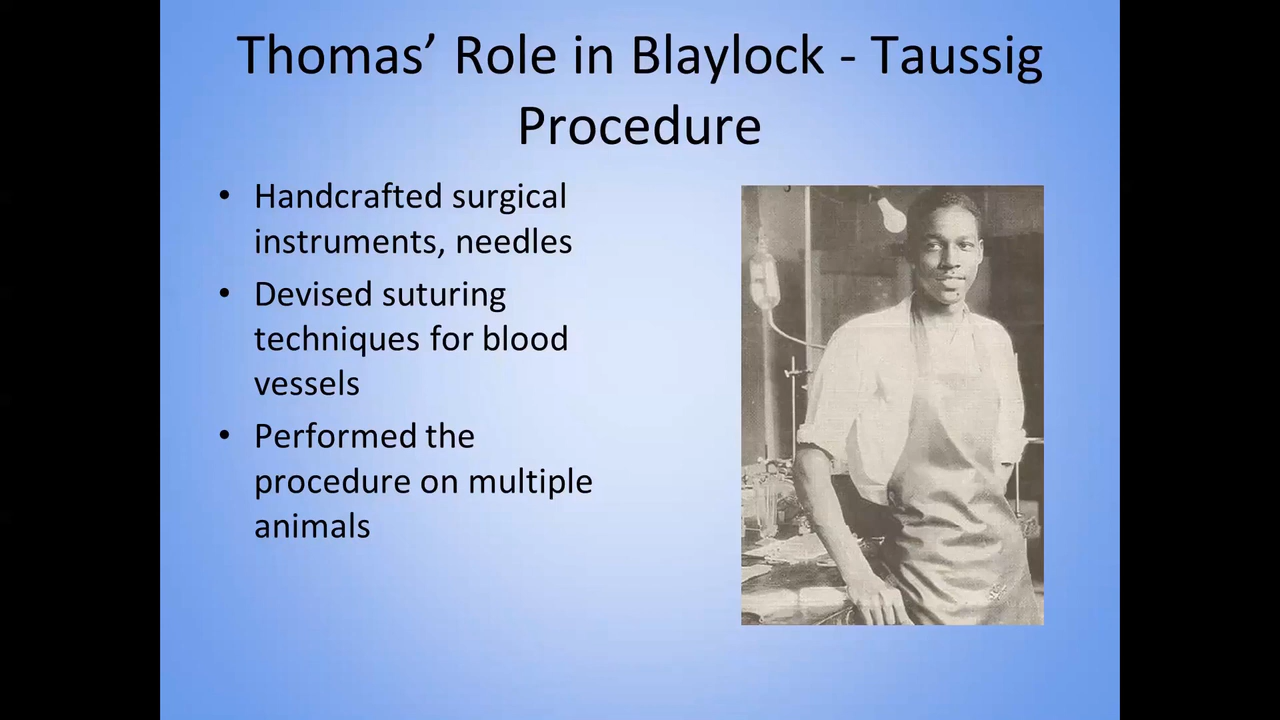 Thomas’ Role in Blaylock - Taussig
Procedure
• Handcrafted surgical
instruments, needles
• Devised suturing
techniques for blood
vessels
• Performed the
procedure on multiple
animals